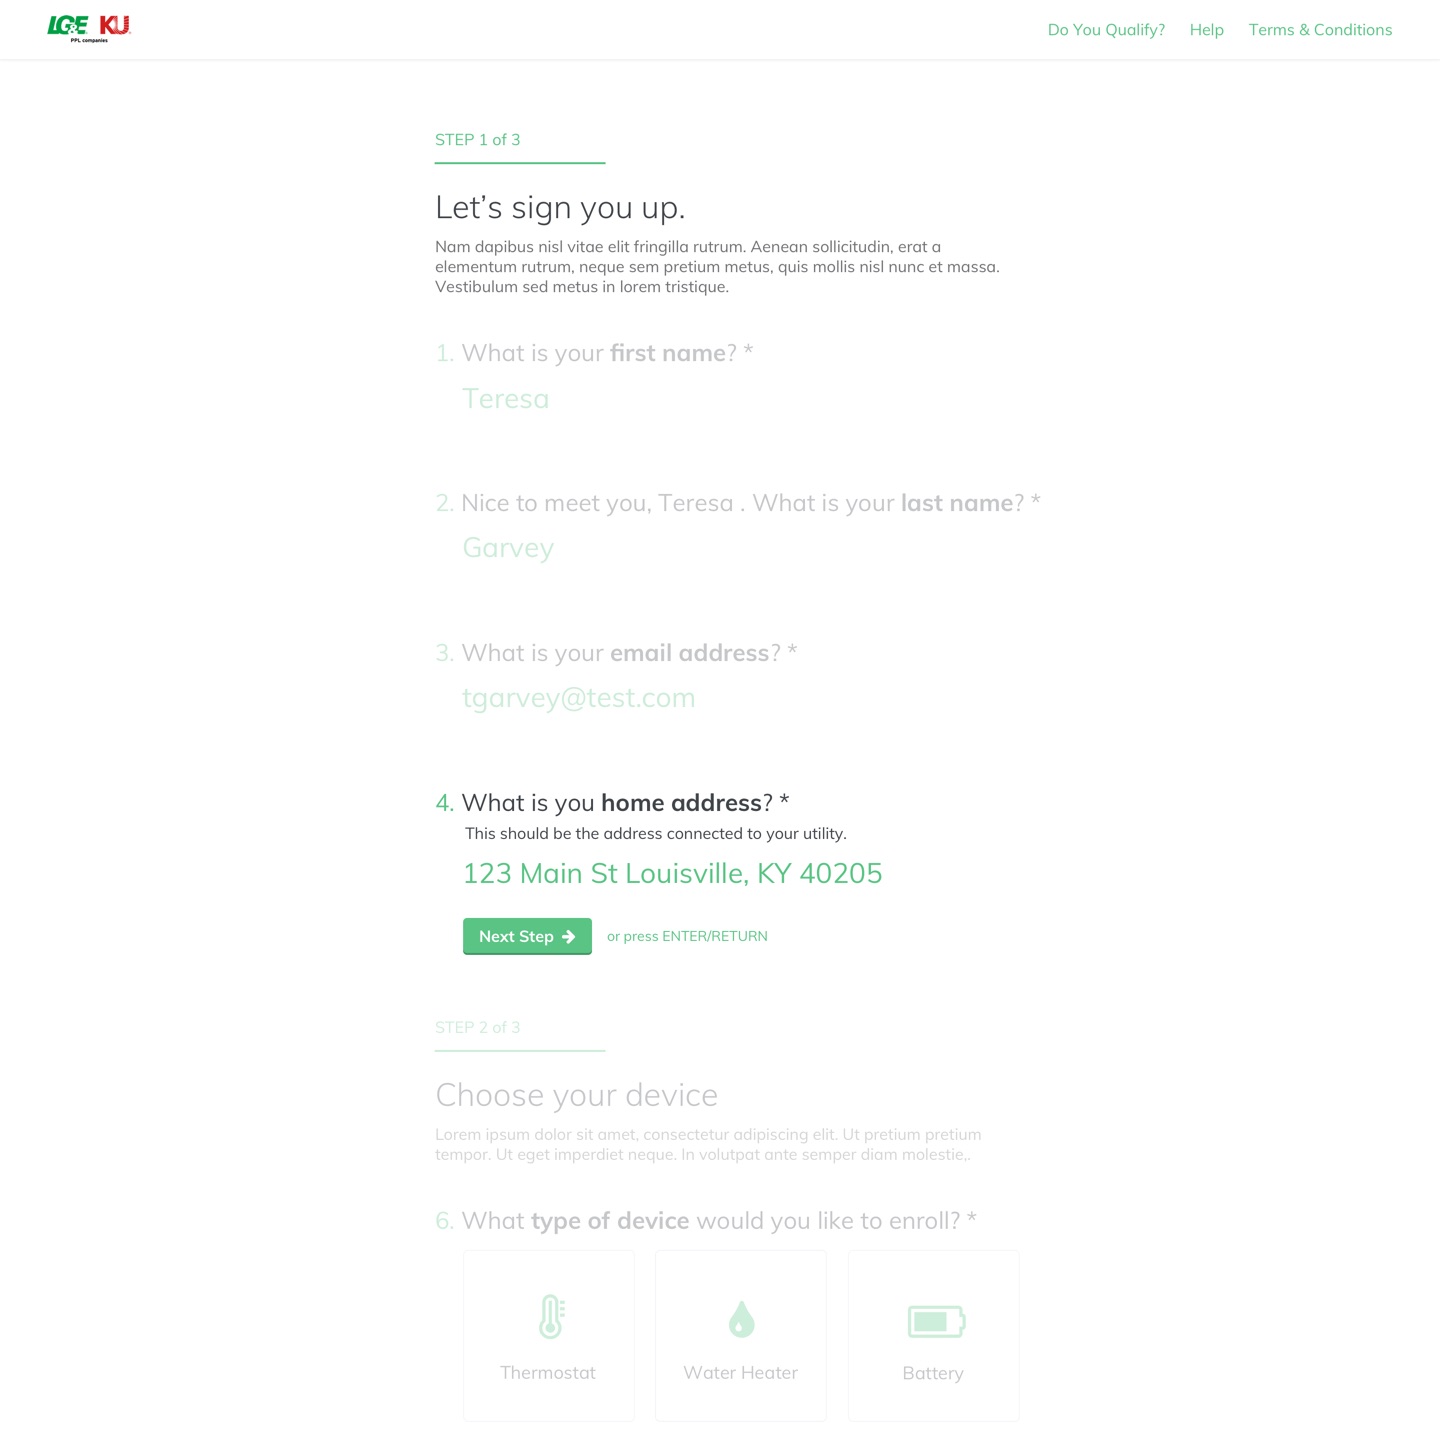 LG&E KU
PPL companies
Do You Qualify? Help Terms & Conditions
STEP 1 of 3
Let's sign you up.
Nam dapibus nisl vitae elit fringilla rutrum. Aenean sollicitudin, erat a
elementum rutrum, neque sem pretium metus, quis mollis nisl nunc et massa.
Vestibulum sed metus in lorem tristique.
1. What is your first name? *
Teresa
2. Nice to meet you, Teresa . What is your last name? *
Garvey
3. What is your email address? *
tgarvey@test.com
4. What is you home address? *
This should be the address connected to your utility.
123 Main St Louisville, KY 40205
Next Step or press ENTER/RETURN
STEP 2 of 3
Choose your device
Lorem ipsum dolor sit amet, consectetur adipiscing elit. Ut pretium pretium
tempor. Ut eget imperdiet neque. In volutpat ante semper diam molestie,.
6. What type of device would you like to enroll? *
Thermostat Water Heater Battery